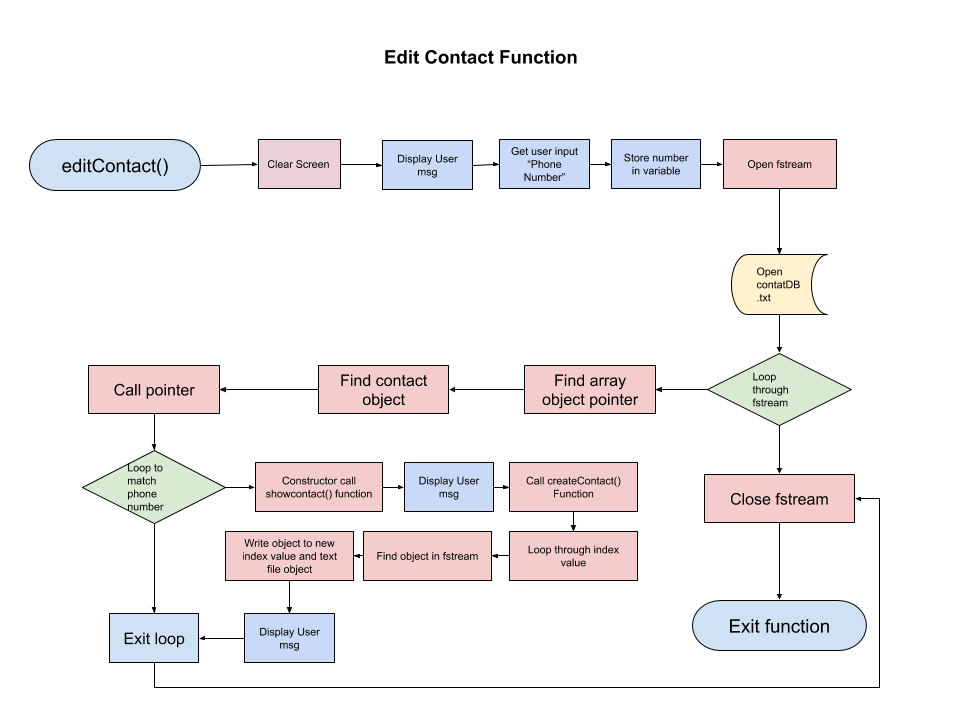 Edit Contact Function
editContact()
Clear Screen
Display User
msg
Get user input
“Phone
Number”
Store number
in variable
Open fstream
Open
contatDB
.txt
Loop
through
fstream
Find array
object pointer
Find contact
object
Call pointer
Loop to
match
phone
number
Constructor call
showcontact() function
Display User
msg
Call createContact()
Function
Close fstream
Loop through index
value
Find object in fstream
Write object to new
index value and text
file object
Display User
msg
Exit loop
Exit function